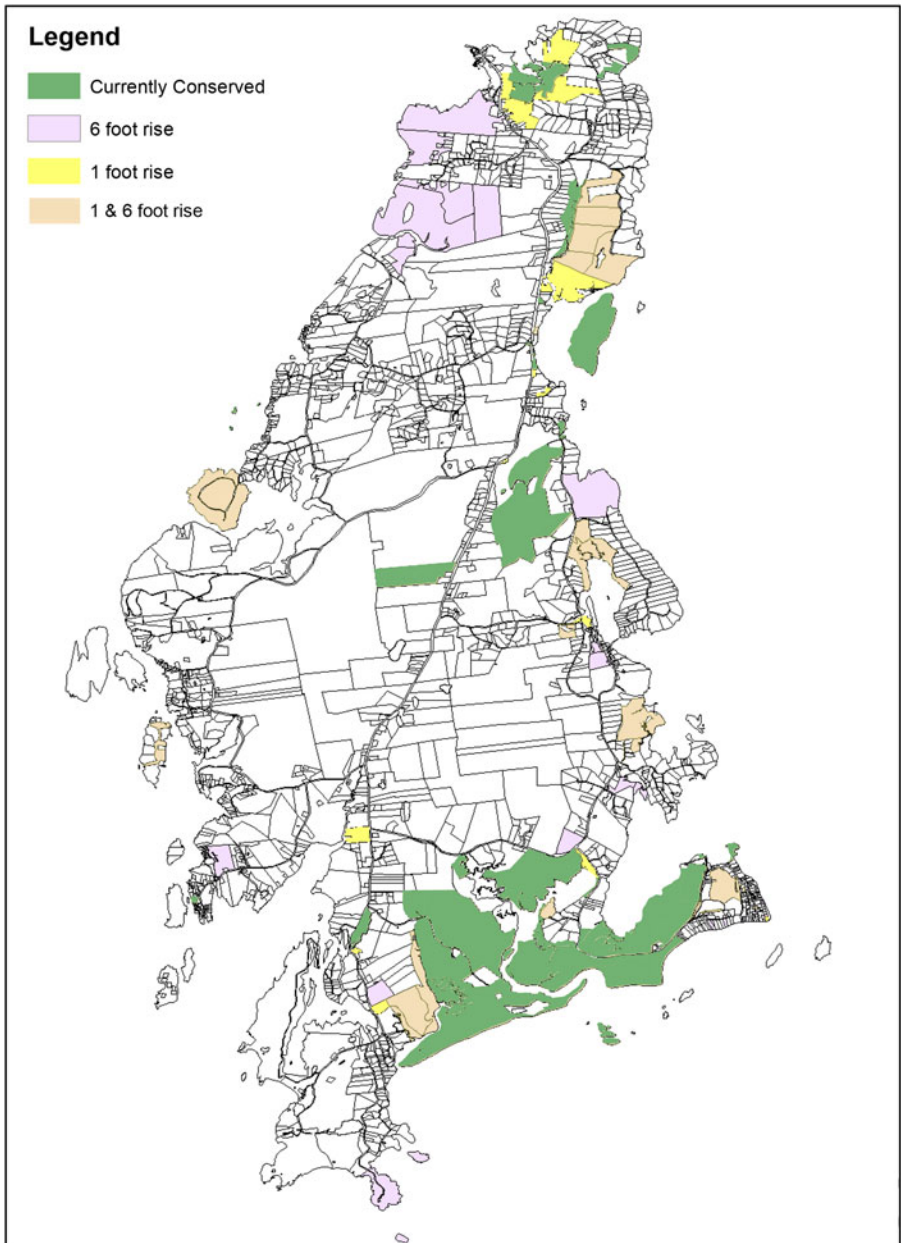 Legend
Currently Conserved
6 foot rise
1 foot rise
1 & 6 foot rise